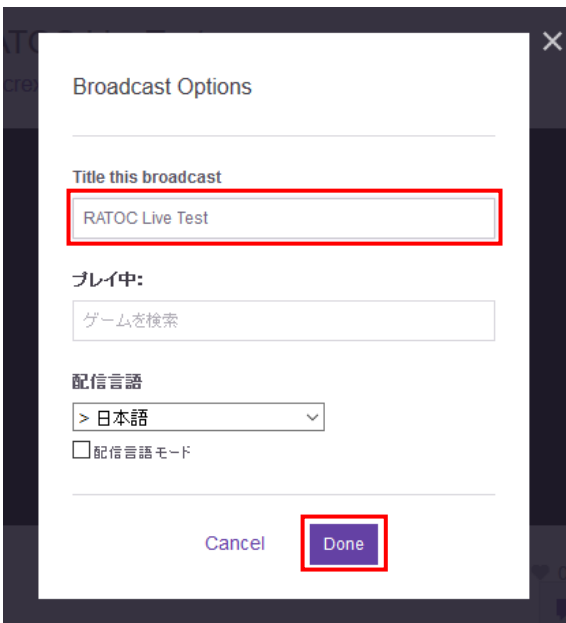 Broadcast Options
Title this broadcast
RATOC Live Test
プレイ中:
ゲームを検索
配信言語
> 日本語
配信言語モード
Cancel
Done